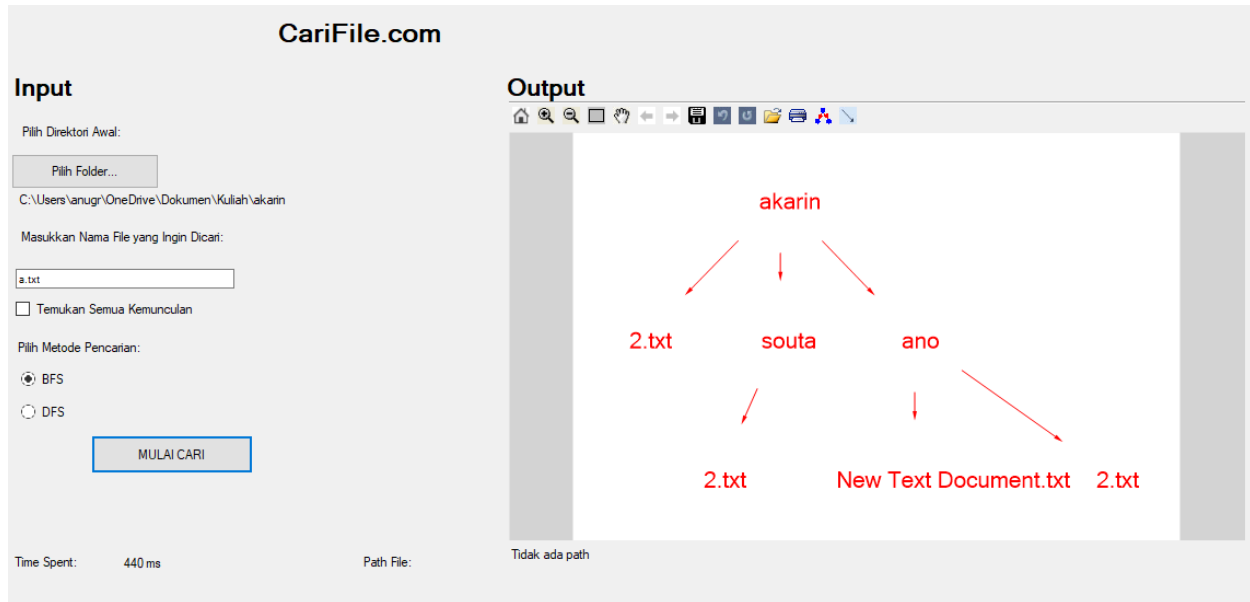 CariFile.com
Input
Pilih Direktori Awal:
Pilih Folder...
C:\Users\anugr\OneDrive\Dokumen\Kuliah\akarin
Masukkan Nama File yang Ingin Dicari:
a.txt
Temukan Semua Kemunculan
Pilih Metode Pencarian:
BFS
DFS
MULAI CARI
Time Spent: 440 ms
Path File:
Output
akarin
2.txt souta ano
2.txt New Text Document.txt 2.txt
Tidak ada path